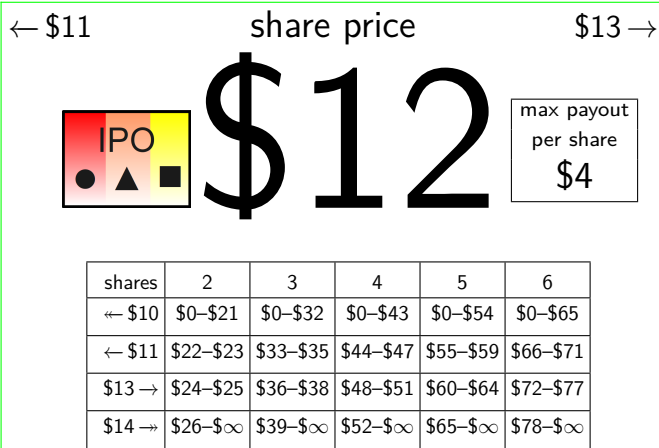 ← $11 share price $13 →
$12
IPO
max payout
per share
$4
shares 2 3 4 5 6
↞ $10 $0–$21 $0–$32 $0–$43 $0–$54 $0–$65
← $11 $22–$23 $33–$35 $44–$47 $55–$59 $66–$71
$13 → $24–$25 $36–$38 $48–$51 $60–$64 $72–$77
$14 ↠ $26–$∞ $39–$∞ $52–$∞ $65–$∞ $78–$∞